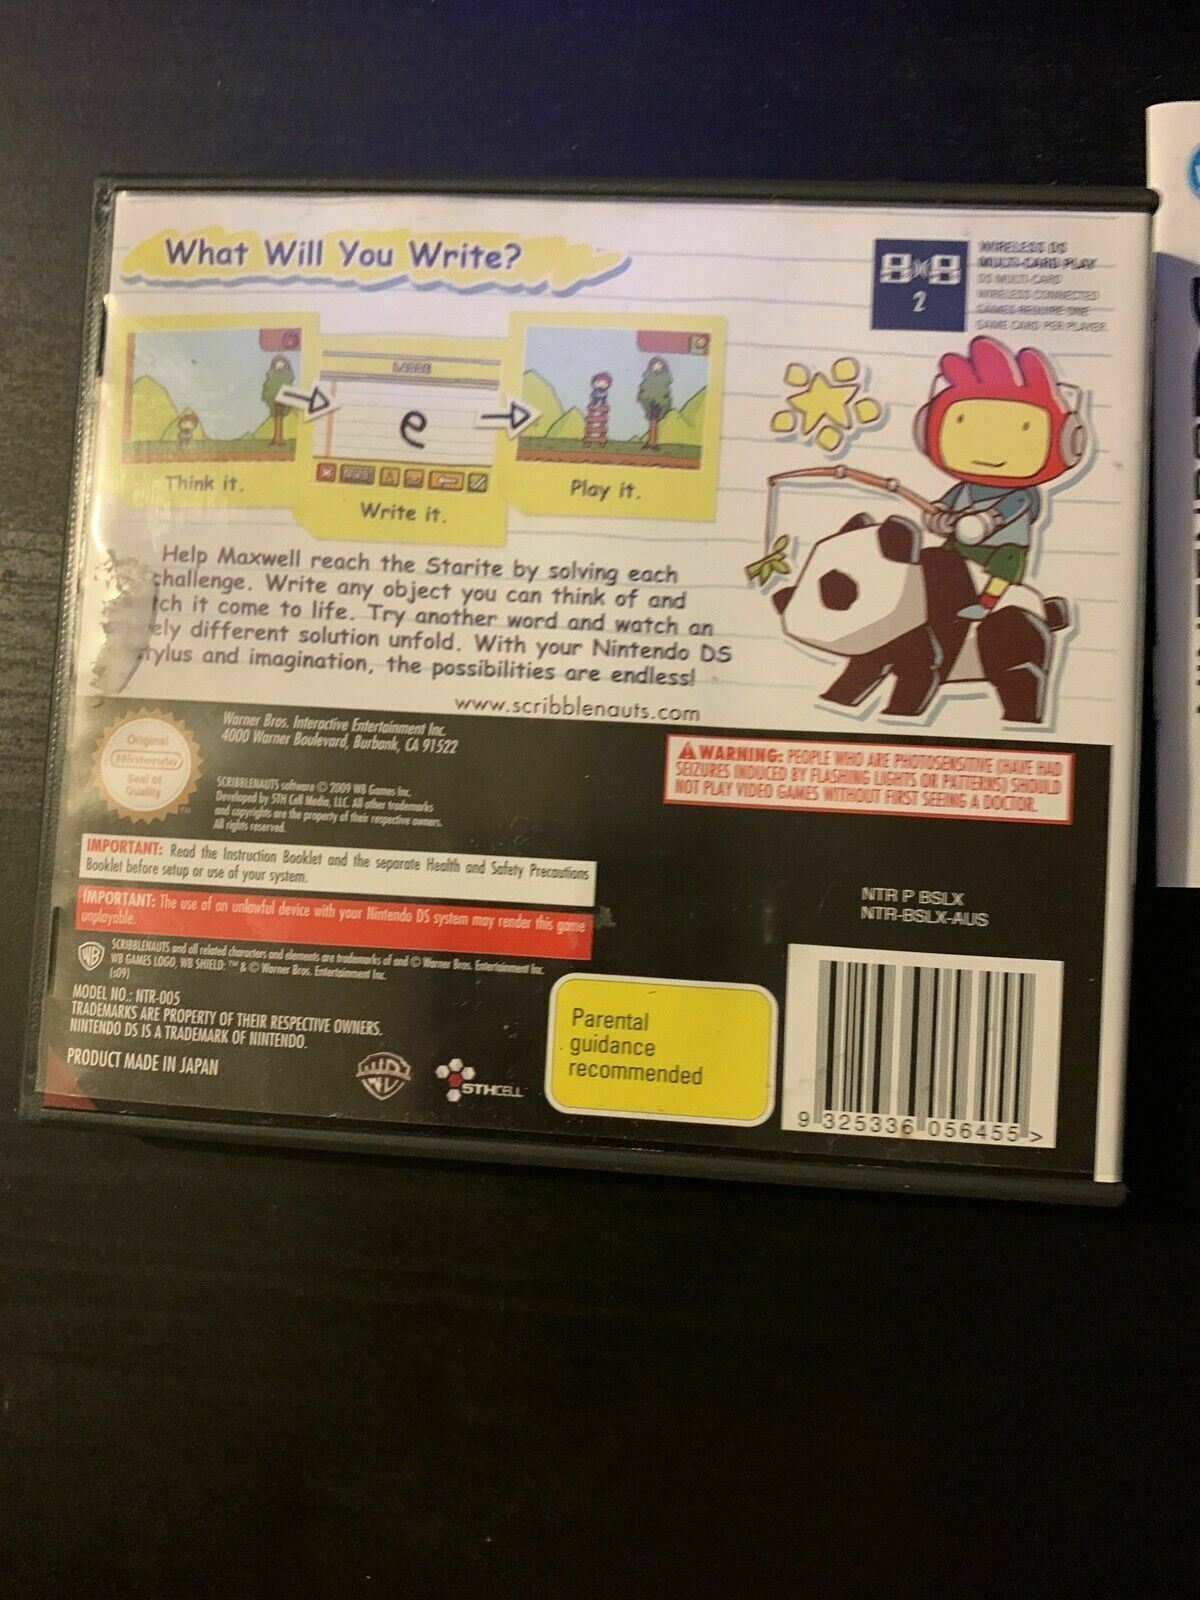 What Will You Write?
2
WIRELESS DS
MULTI-CARD PLAY
DS MULTI-CARD
WIRELESS CONNECTED
GAMES REQUIRE ONE
GAME CARD PER PLAYER
e
Think it.
Write it.
Play it.
Help Maxwell reach the Starite by solving each
challenge. Write any object you can think of and
it come to life. Try another word and watch an
different solution unfold. With your Nintendo DS
stylus and imagination, the possibilities are endless!
www.scribblenauts.com
Original
Nintendo
Seal of
Quality
TM
Warner Bros. Interactive Entertainment Inc.
4000 Warner Boulevard, Burbank, CA 91522
SCRIBBLENAUTS software © 2009 WB Games Inc.
Developed by 5TH Cell Media, LLC. All other trademarks
and copyrights are the property of their respective owners.
All rights reserved.
⚠ WARNING: PEOPLE WHO ARE PHOTOSENSITIVE (HAVE HAD
SEIZURES INDUCED BY FLASHING LIGHTS OR PATTERNS) SHOULD
NOT PLAY VIDEO GAMES WITHOUT FIRST SEEING A DOCTOR.
IMPORTANT: Read the Instruction Booklet and the separate Health and Safety Precautions
Booklet before setup or use of your system.
IMPORTANT: The use of an unlawful device with your Nintendo DS system may render this game
unplayable.
NTR P BSLX
NTR-BSLX-AUS
WB
SCRIBBLENAUTS and all related characters and elements are trademarks of and © Warner Bros. Entertainment Inc.
WB GAMES LOGO, WB SHIELD: ™ & © Warner Bros. Entertainment Inc.
(s09)
MODEL NO.: NTR-005
TRADEMARKS ARE PROPERTY OF THEIR RESPECTIVE OWNERS.
NINTENDO DS IS A TRADEMARK OF NINTENDO.
PRODUCT MADE IN JAPAN
WB
5TH CELL
Parental
guidance
recommended
9 325336 056455 >